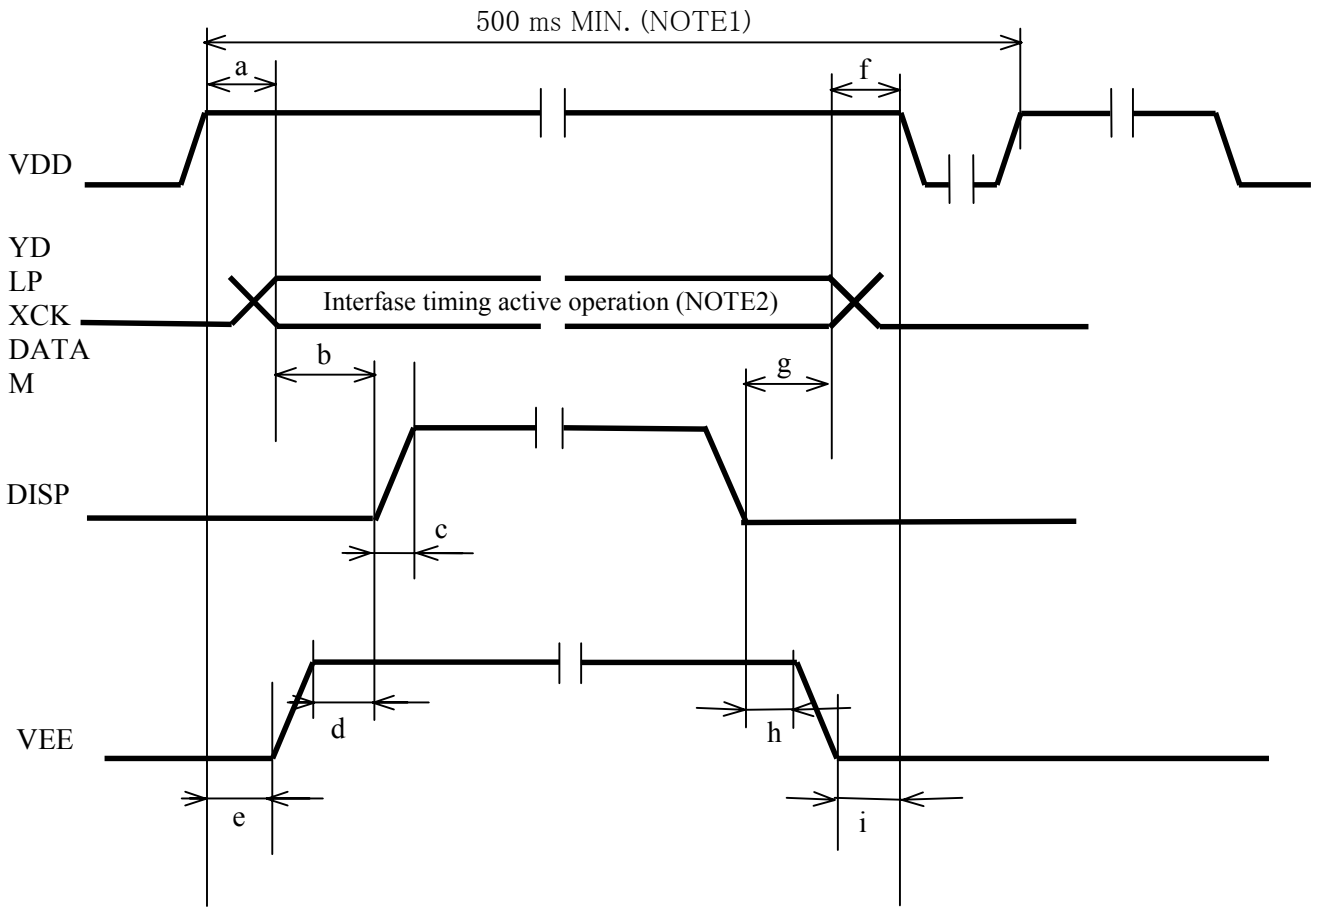 500 ms MIN. (NOTE1)
a
f
VDD
YD
LP
XCK
DATA
M
Interfase timing active operation (NOTE2)
b
g
DISP
c
d
h
VEE
e
i